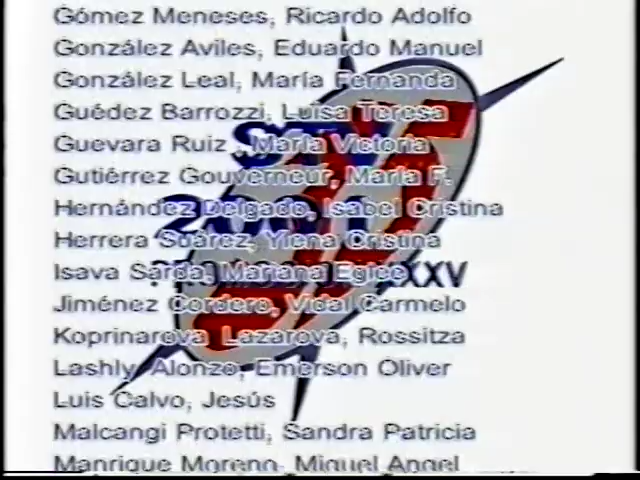 Gómez Meneses, Ricardo Adolfo
González Aviles, Eduardo Manuel
González Leal, María Fernanda
Guédez Barrozzi, Luisa Teresa
Guevara Ruiz , María Victoria
Gutiérrez Gouverneur, María F.
Hernández Delgado, Isabel Cristina
Herrera Suárez, Ylena Cristina
Isava Sarda, Mariana Egleé
XXXV
Jiménez Cordero, Vidal Carmelo
Koprinarova Lazarova, Rossitza
Lashly Alonzo, Emerson Oliver
Luis Calvo, Jesús
Malcangi Protetti, Sandra Patricia
Manrique Moreno, Miguel Angel